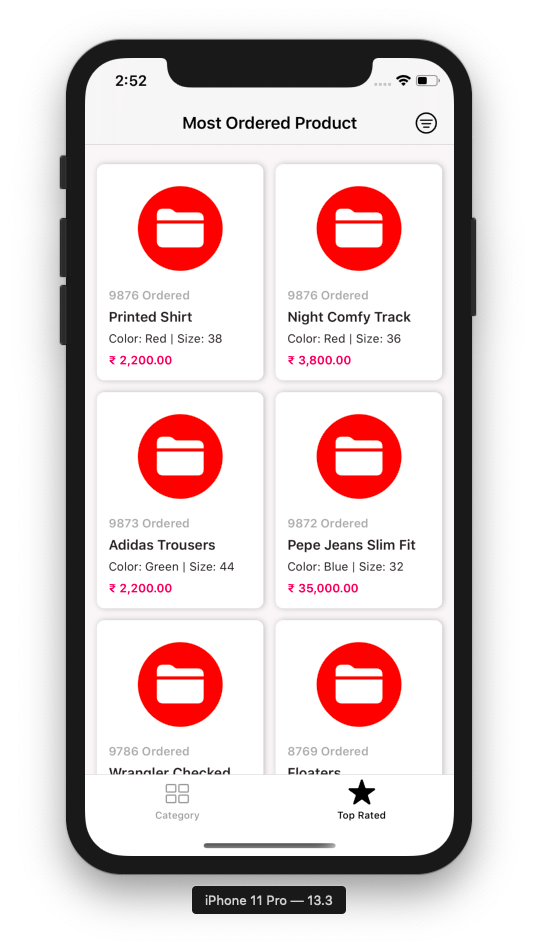 2:52
Most Ordered Product
9876 Ordered
Printed Shirt
Color: Red | Size: 38
₹ 2,200.00
9876 Ordered
Night Comfy Track
Color: Red | Size: 36
₹ 3,800.00
9873 Ordered
Adidas Trousers
Color: Green | Size: 44
₹ 2,200.00
9872 Ordered
Pepe Jeans Slim Fit
Color: Blue | Size: 32
₹ 35,000.00
9786 Ordered
Wrangler Checked
8769 Ordered
Floaters
Category
Top Rated
iPhone 11 Pro — 13.3